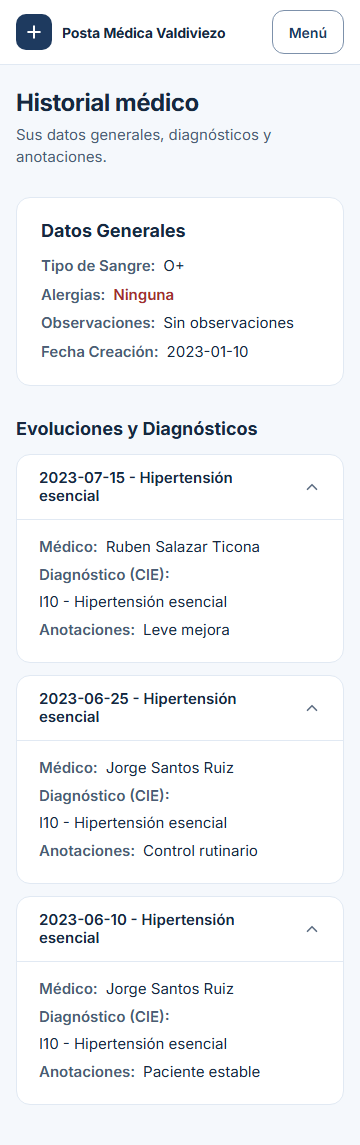 Posta Médica Valdiviezo
Menú
Historial médico
Sus datos generales, diagnósticos y
anotaciones.
Datos Generales
Tipo de Sangre: O+
Alergias: Ninguna
Observaciones: Sin observaciones
Fecha Creación: 2023-01-10
Evoluciones y Diagnósticos
2023-07-15 - Hipertensión
esencial
Médico: Ruben Salazar Ticona
Diagnóstico (CIE):
I10 - Hipertensión esencial
Anotaciones: Leve mejora
2023-06-25 - Hipertensión
esencial
Médico: Jorge Santos Ruiz
Diagnóstico (CIE):
I10 - Hipertensión esencial
Anotaciones: Control rutinario
2023-06-10 - Hipertensión
esencial
Médico: Jorge Santos Ruiz
Diagnóstico (CIE):
I10 - Hipertensión esencial
Anotaciones: Paciente estable